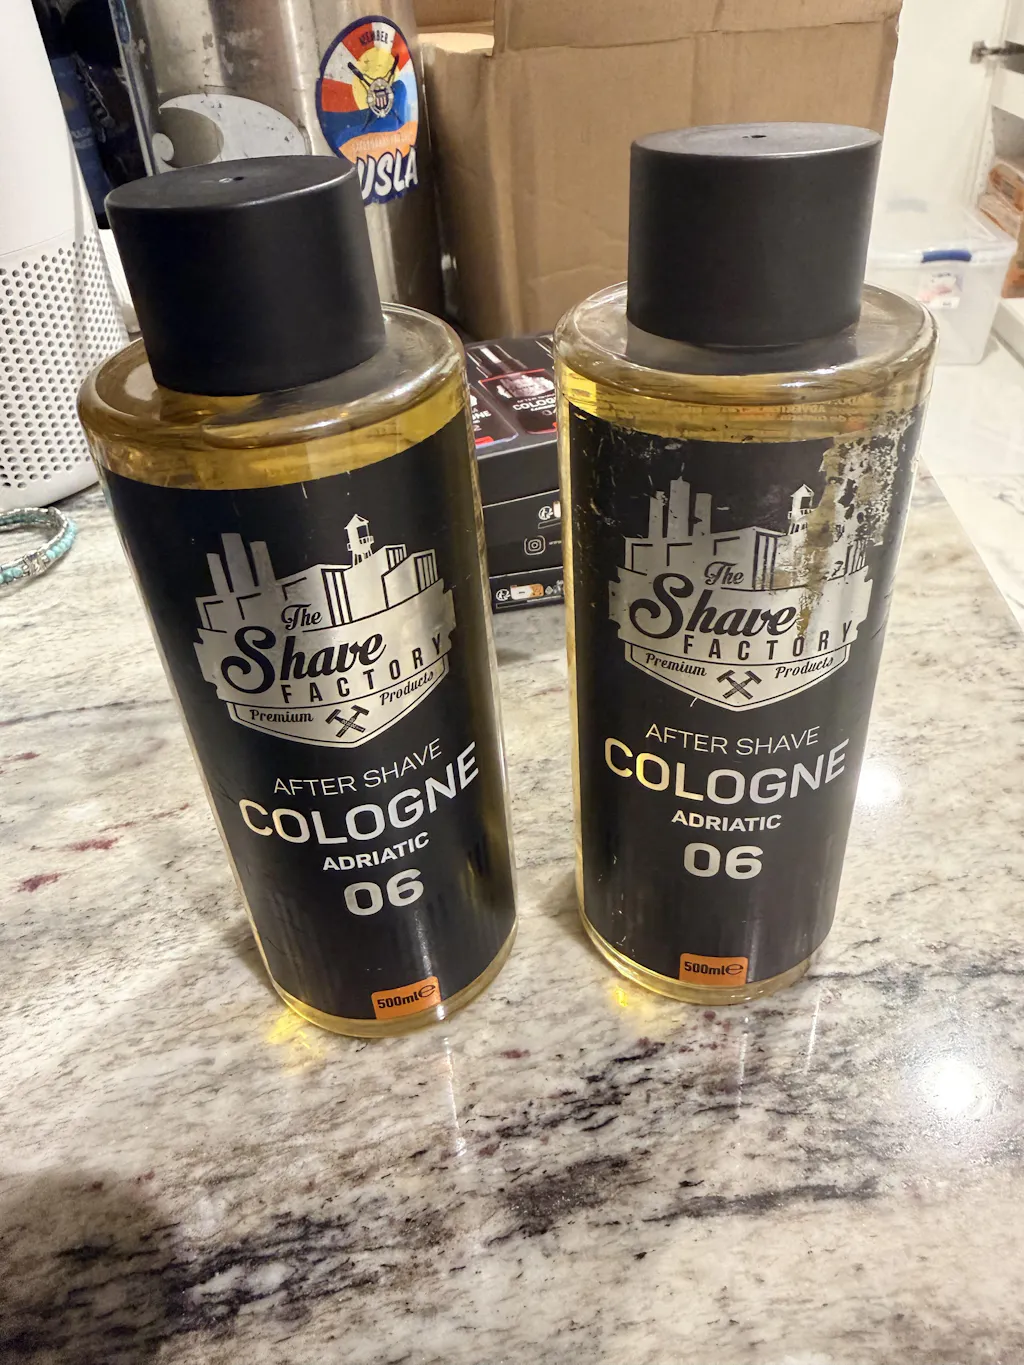 USLA
The
Shave
FACTORY
Premium Products
AFTER SHAVE
COLOGNE
ADRIATIC
06
500ml℮
The
Shave
FACTORY
Premium Products
AFTER SHAVE
COLOGNE
ADRIATIC
06
500ml℮